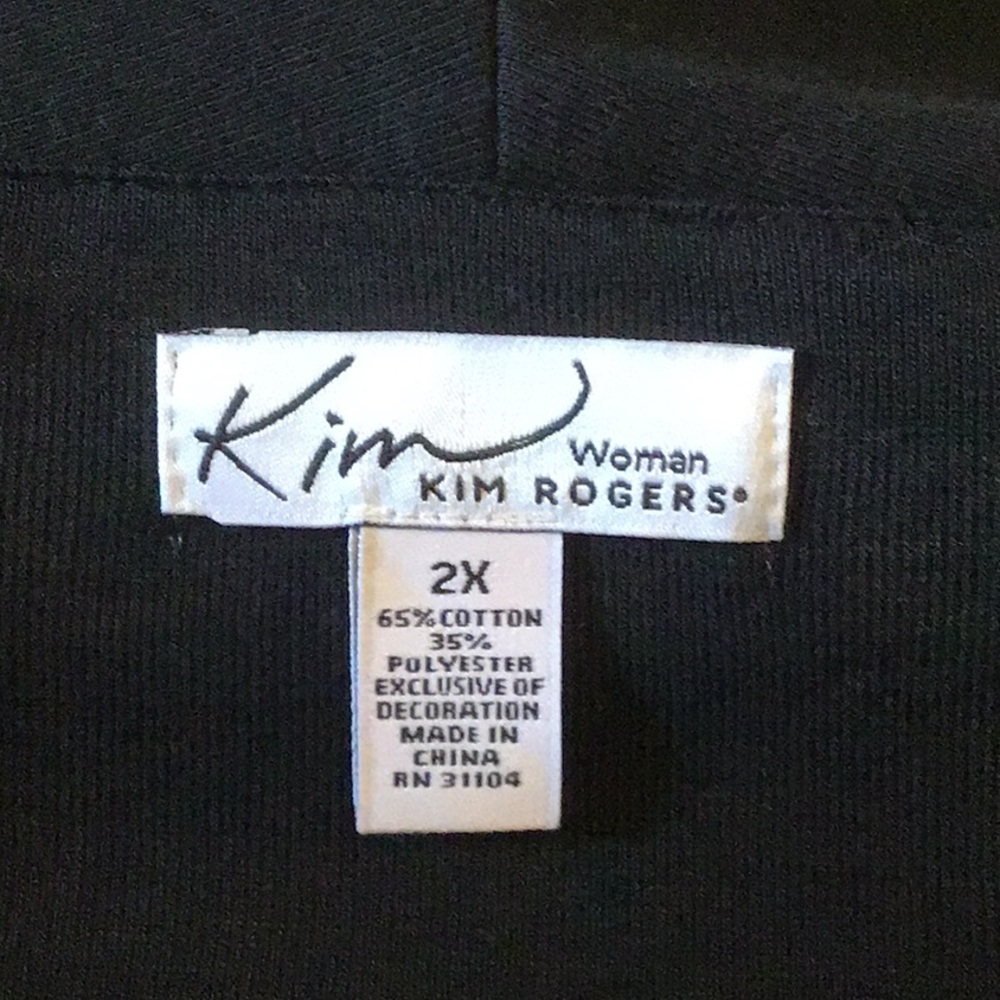 Kim Woman
KIM ROGERS®
2X
65% COTTON
35%
POLYESTER
EXCLUSIVE OF
DECORATION
MADE IN
CHINA
RN 31104